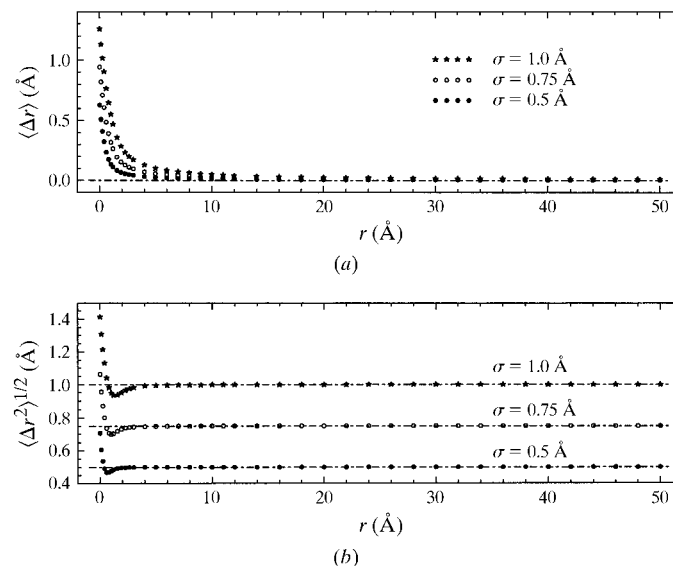 1.0
0.5
0.0
⟨Δr⟩ (Å)
σ = 1.0 Å
σ = 0.75 Å
σ = 0.5 Å
0 10 20 30 40 50
r (Å)
(a)
1.4
1.2
1.0
0.8
0.6
0.4
⟨Δr²⟩^1/2 (Å)
σ = 1.0 Å
σ = 0.75 Å
σ = 0.5 Å
0 10 20 30 40 50
r (Å)
(b)